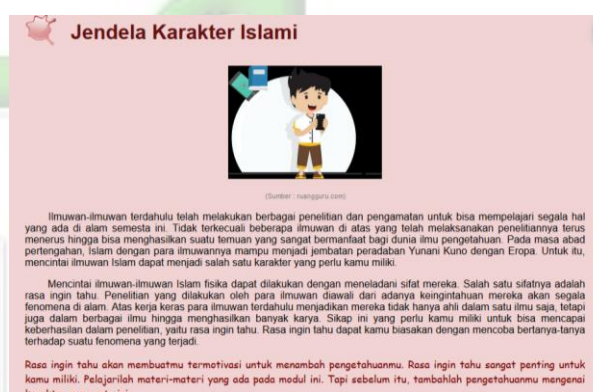 Jendela Karakter Islami
(Sumber : ruangguru.com)
Ilmuwan-ilmuwan terdahulu telah melakukan berbagai penelitian dan pengamatan untuk bisa mempelajari segala hal
yang ada di alam semesta ini. Tidak terkecuali beberapa ilmuwan di atas yang telah melaksanakan penelitiannya terus
menerus hingga bisa menghasilkan suatu temuan yang sangat bermanfaat bagi dunia ilmu pengetahuan. Pada masa abad
pertengahan, Islam dengan para ilmuwannya mampu menjadi jembatan peradaban Yunani Kuno dengan Eropa. Untuk itu,
mencintai ilmuwan Islam dapat menjadi salah satu karakter yang perlu kamu miliki.
Mencintai ilmuwan-ilmuwan Islam fisika dapat dilakukan dengan meneladani sifat mereka. Salah satu sifatnya adalah
rasa ingin tahu. Penelitian yang dilakukan oleh para ilmuwan diawali dari adanya keingintahuan mereka akan segala
fenomena di alam. Atas kerja keras para ilmuwan terdahulu menjadikan mereka tidak hanya ahli dalam satu ilmu saja, tetapi
juga dalam berbagai ilmu hingga menghasilkan banyak karya. Sikap ini yang perlu kamu miliki untuk bisa mencapai
keberhasilan dalam penelitian, yaitu rasa ingin tahu. Rasa ingin tahu dapat kamu biasakan dengan mencoba bertanya-tanya
terhadap suatu fenomena yang terjadi.
Rasa ingin tahu akan membuatmu termotivasi untuk menambah pengetahuanmu. Rasa ingin tahu sangat penting untuk
kamu miliki. Pelajarilah materi-materi yang ada pada modul ini. Tapi sebelum itu, tambahlah pengetahuanmu mengenai